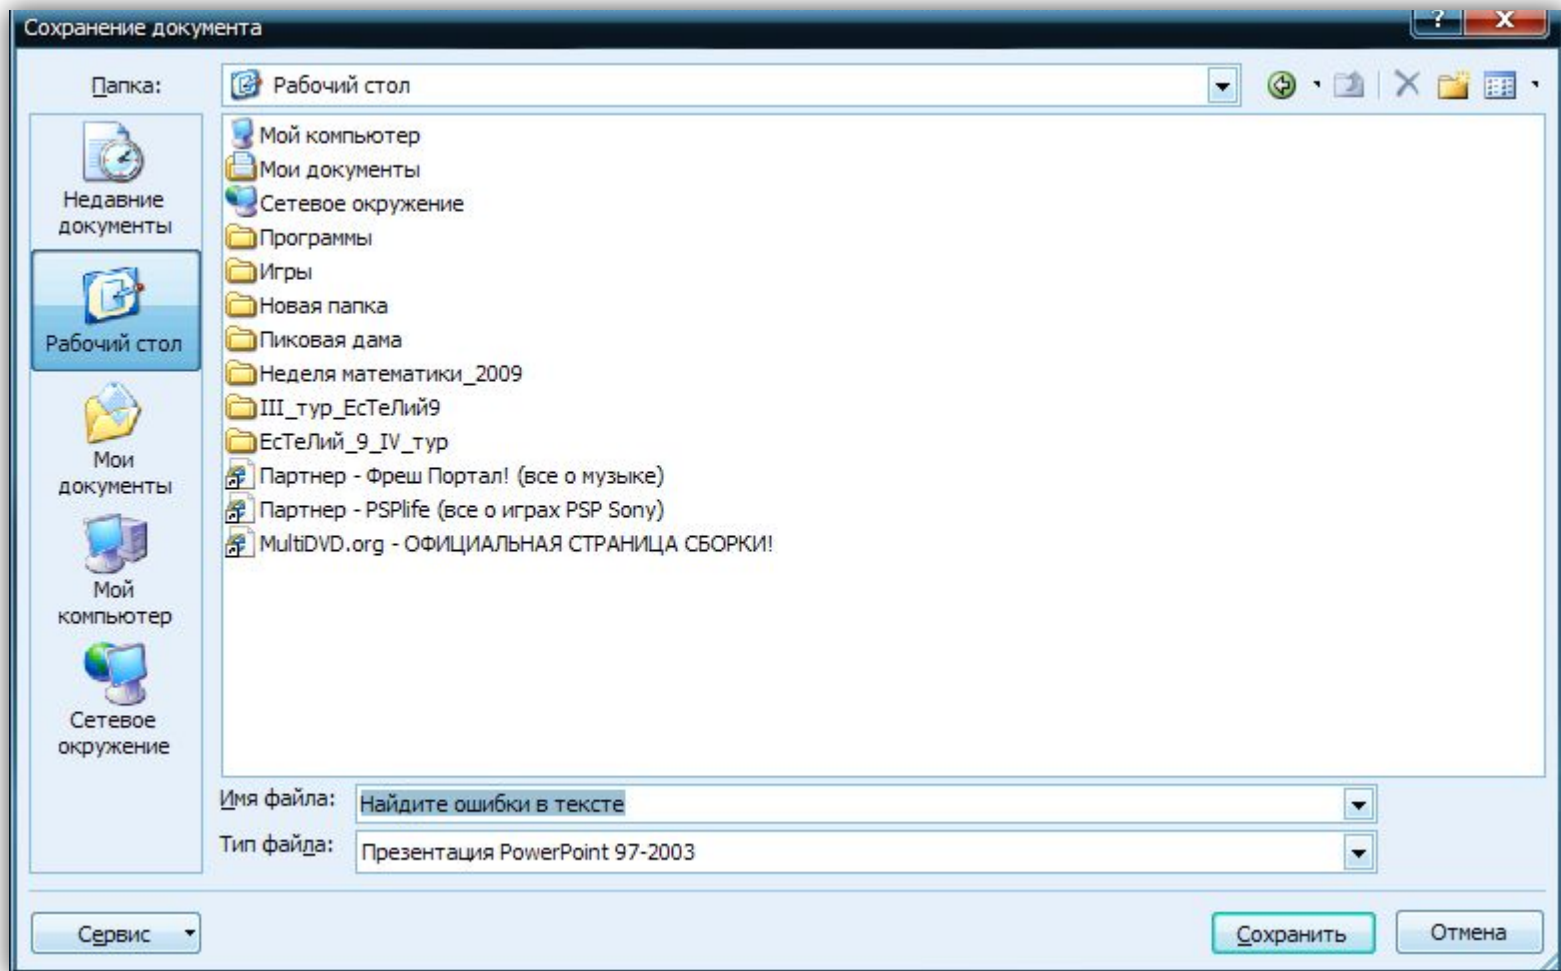 Сохранение документа
?
X
Папка:
Рабочий стол
Недавние
документы
Рабочий стол
Мои
документы
Мой
компьютер
Сетевое
окружение
Мой компьютер
Мои документы
Сетевое окружение
Программы
Игры
Новая папка
Пиковая дама
Неделя математики_2009
III_тур_ЕсТеЛий9
ЕсТеЛий_9_IV_тур
Партнер - Фреш Портал! (все о музыке)
Партнер - PSPlife (все о играх PSP Sony)
MultiDVD.org - ОФИЦИАЛЬНАЯ СТРАНИЦА СБОРКИ!
Имя файла:
Найдите ошибки в тексте
Тип файла:
Презентация PowerPoint 97-2003
Сервис
Сохранить
Отмена